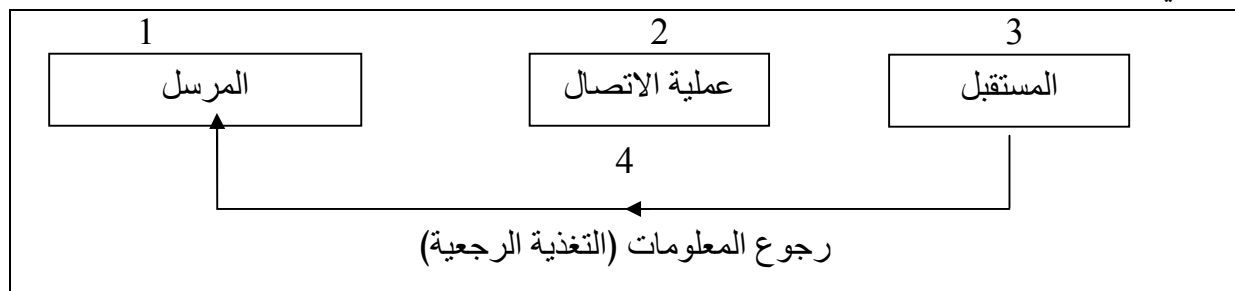 1 2 3
المرسل عملية الاتصال المستقبل
4
رجوع المعلومات (التغذية الرجعية)